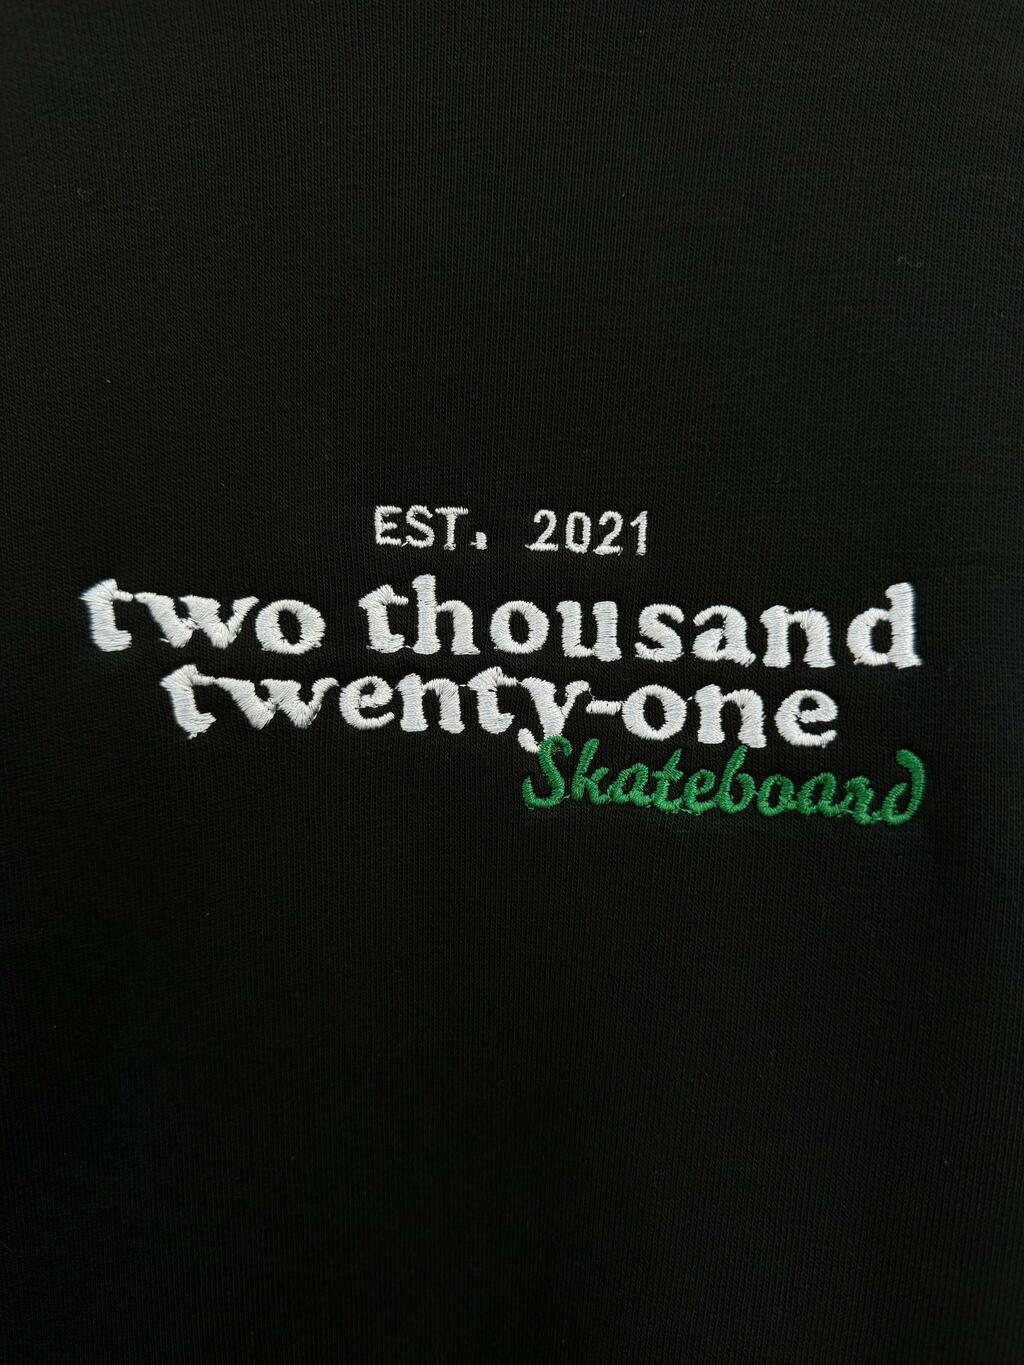 EST. 2021
two thousand
twenty-one
Skateboard